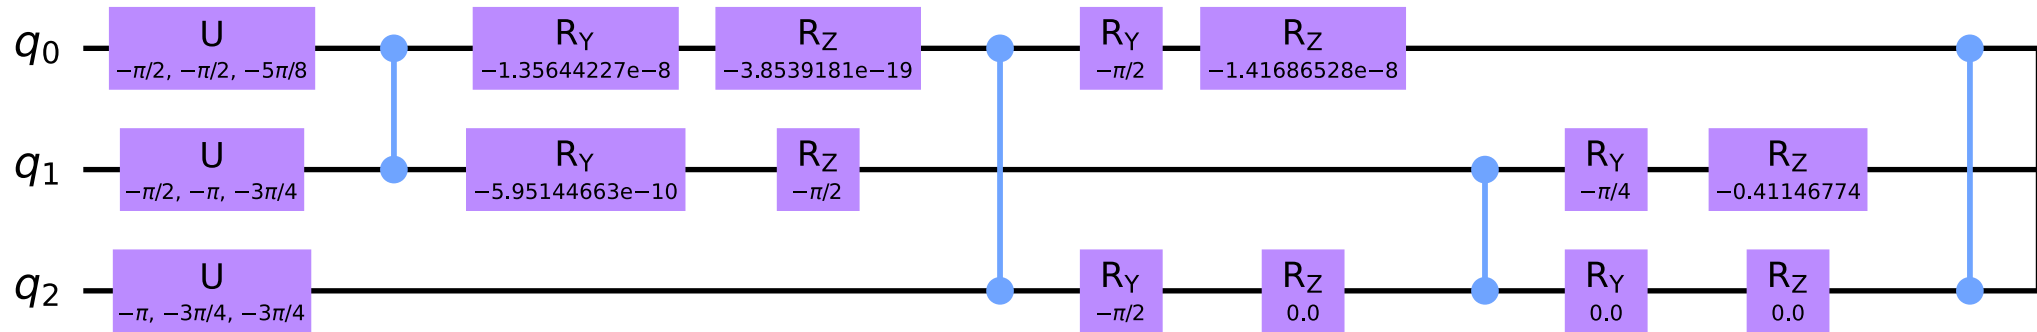 q0 U RY RZ RY RZ
−π/2, −π/2, −5π/8 −1.35644227e−8 −3.8539181e−19 −π/2 −1.41686528e−8
q1 U RY RZ RY RZ
−π/2, −π, −3π/4 −5.95144663e−10 −π/2 −π/4 −0.41146774
q2 U RY RZ RY RZ
−π, −3π/4, −3π/4 −π/2 0.0 0.0 0.0